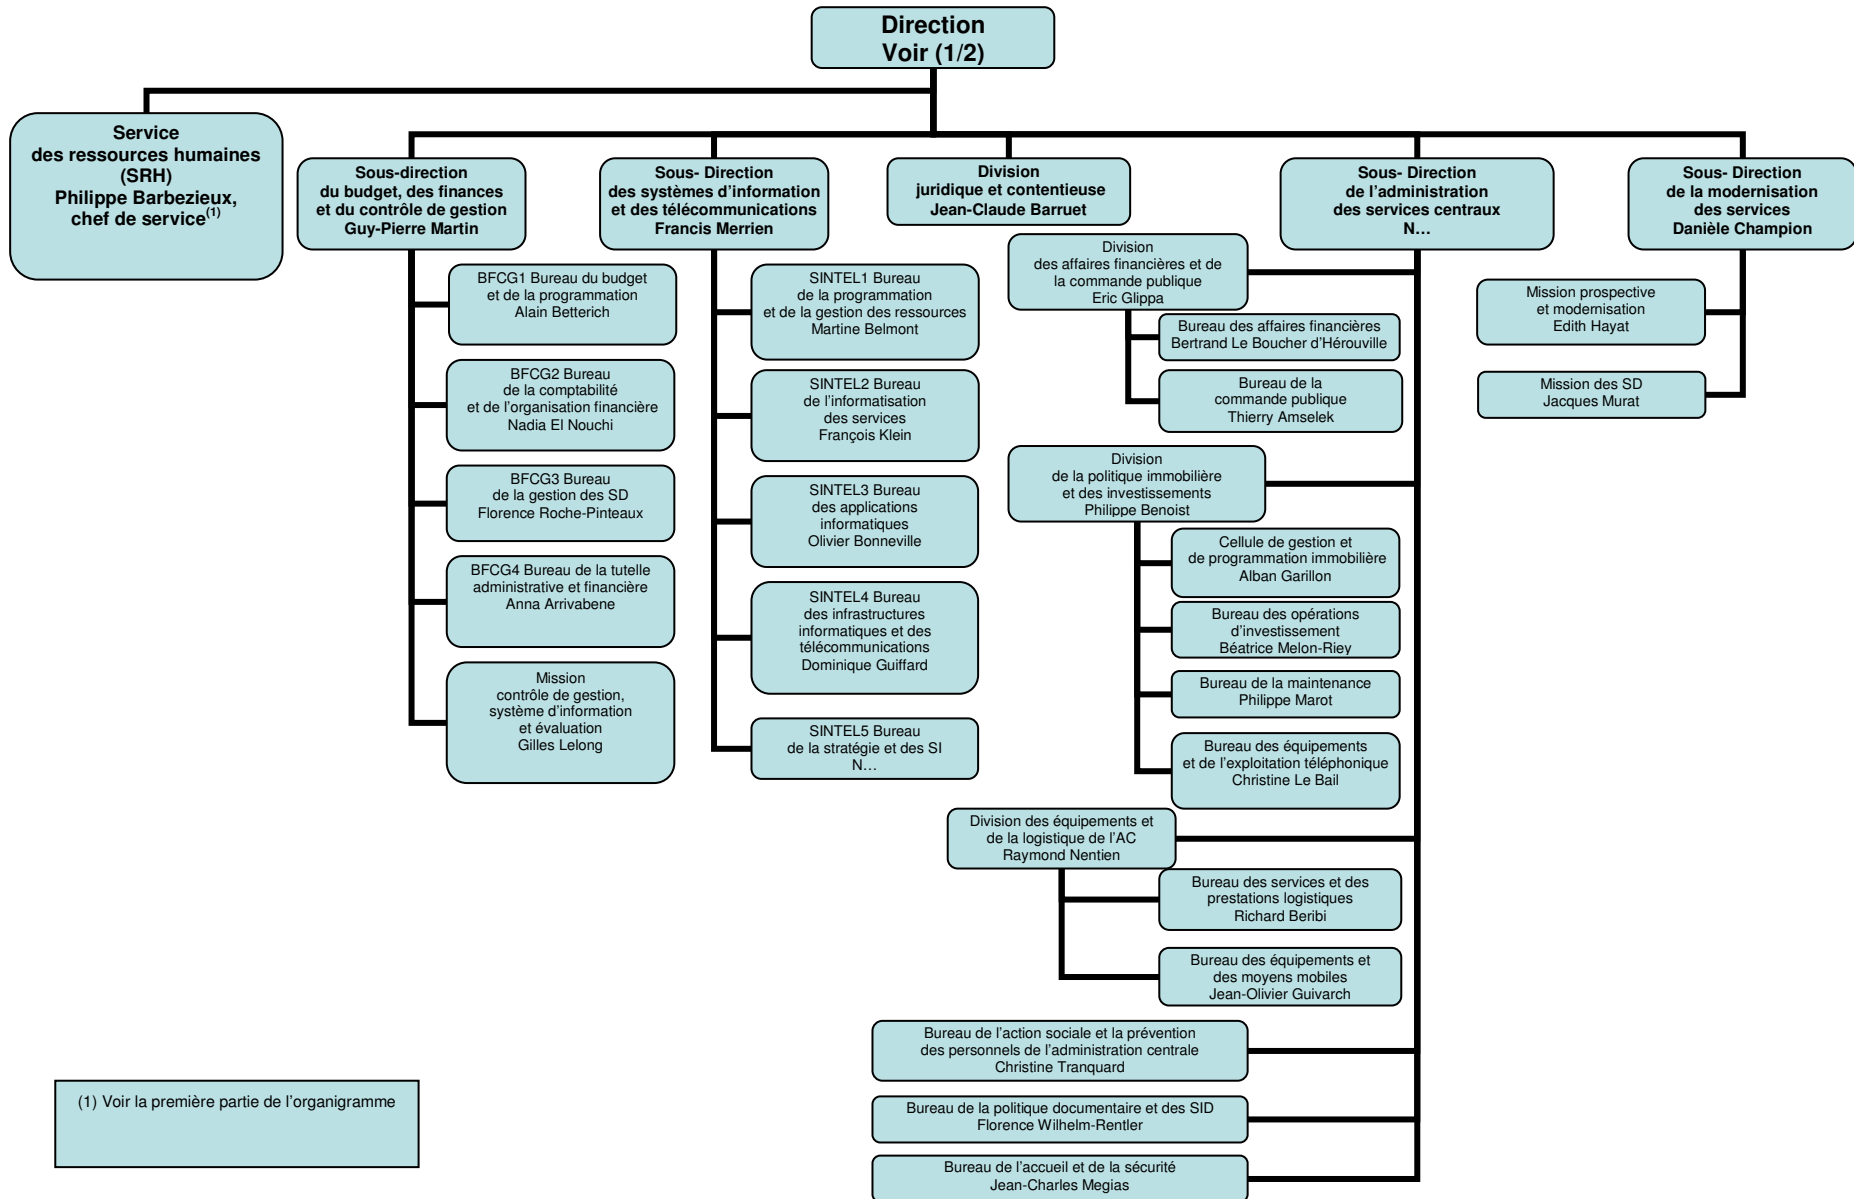 Direction
Voir (1/2)
Service
des ressources humaines
(SRH)
Philippe Barbezieux,
chef de service(1)
Sous-direction
du budget, des finances
et du contrôle de gestion
Guy-Pierre Martin
BFCG1 Bureau du budget
et de la programmation
Alain Betterich
BFCG2 Bureau
de la comptabilité
et de l'organisation financière
Nadia El Nouchi
BFCG3 Bureau
de la gestion des SD
Florence Roche-Pinteaux
BFCG4 Bureau de la tutelle
administrative et financière
Anna Arrivabene
Mission
contrôle de gestion,
système d'information
et évaluation
Gilles Lelong
Sous- Direction
des systèmes d'information
et des télécommunications
Francis Merrien
SINTEL1 Bureau
de la programmation
et de la gestion des ressources
Martine Belmont
SINTEL2 Bureau
de l'informatisation
des services
François Klein
SINTEL3 Bureau
des applications
informatiques
Olivier Bonneville
SINTEL4 Bureau
des infrastructures
informatiques et des
télécommunications
Dominique Guiffard
SINTEL5 Bureau
de la stratégie et des SI
N…
Division
juridique et contentieuse
Jean-Claude Barruet
Sous- Direction
de l'administration
des services centraux
N…
Division
des affaires financières et de
la commande publique
Eric Glippa
Bureau des affaires financières
Bertrand Le Boucher d'Hérouville
Bureau de la
commande publique
Thierry Amselek
Division
de la politique immobilière
et des investissements
Philippe Benoist
Cellule de gestion et
de programmation immobilière
Alban Garillon
Bureau des opérations
d'investissement
Béatrice Melon-Riey
Bureau de la maintenance
Philippe Marot
Bureau des équipements
et de l'exploitation téléphonique
Christine Le Bail
Division des équipements et
de la logistique de l'AC
Raymond Nentien
Bureau des services et des
prestations logistiques
Richard Beribi
Bureau des équipements et
des moyens mobiles
Jean-Olivier Guivarch
Bureau de l'action sociale et la prévention
des personnels de l'administration centrale
Christine Tranquard
Bureau de la politique documentaire et des SID
Florence Wilhelm-Rentler
Bureau de l'accueil et de la sécurité
Jean-Charles Megias
Sous- Direction
de la modernisation
des services
Danièle Champion
Mission prospective
et modernisation
Edith Hayat
Mission des SD
Jacques Murat
(1) Voir la première partie de l'organigramme